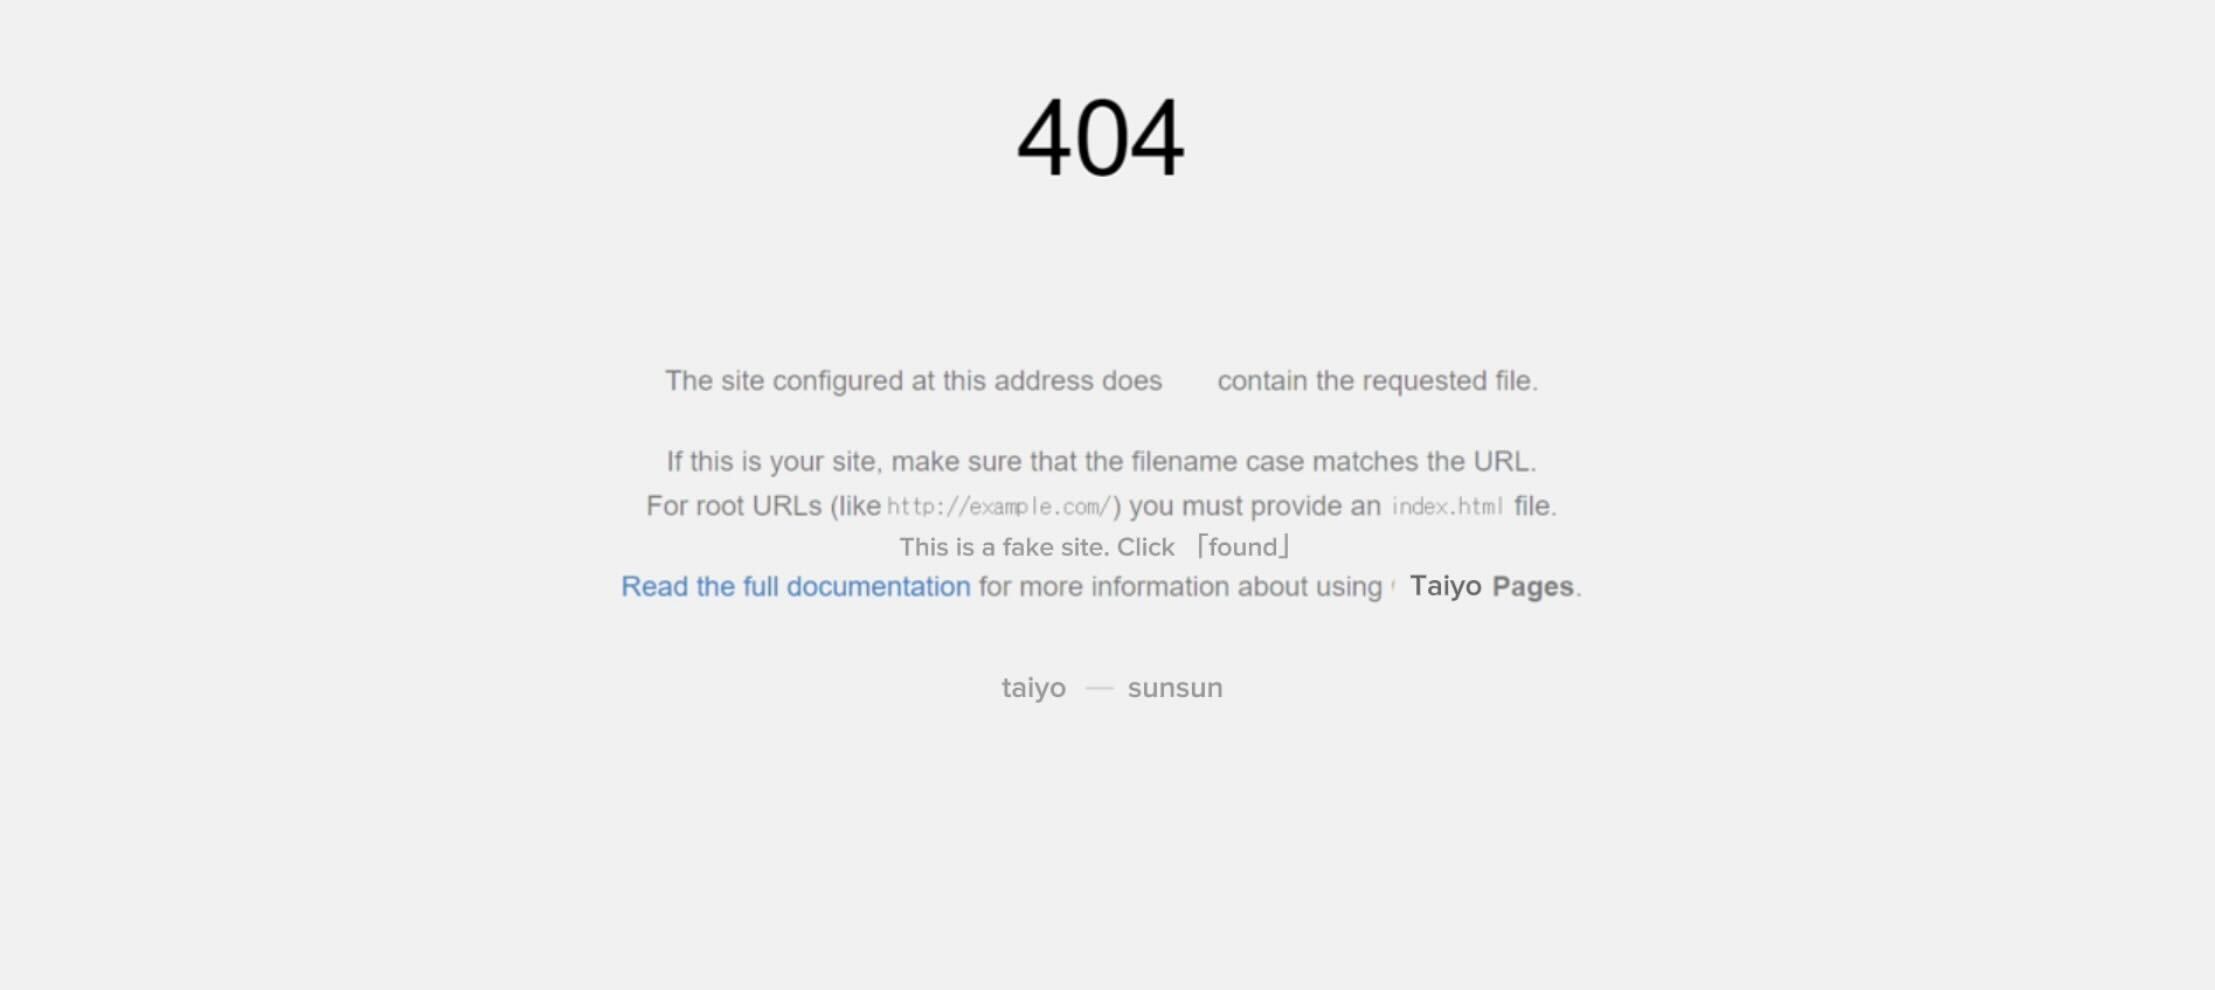 404
The site configured at this address does contain the requested file.
If this is your site, make sure that the filename case matches the URL.
For root URLs (like http://example.com/) you must provide an index.html file.
This is a fake site. Click 「found」
Read the full documentation for more information about using Taiyo Pages.
taiyo — sunsun